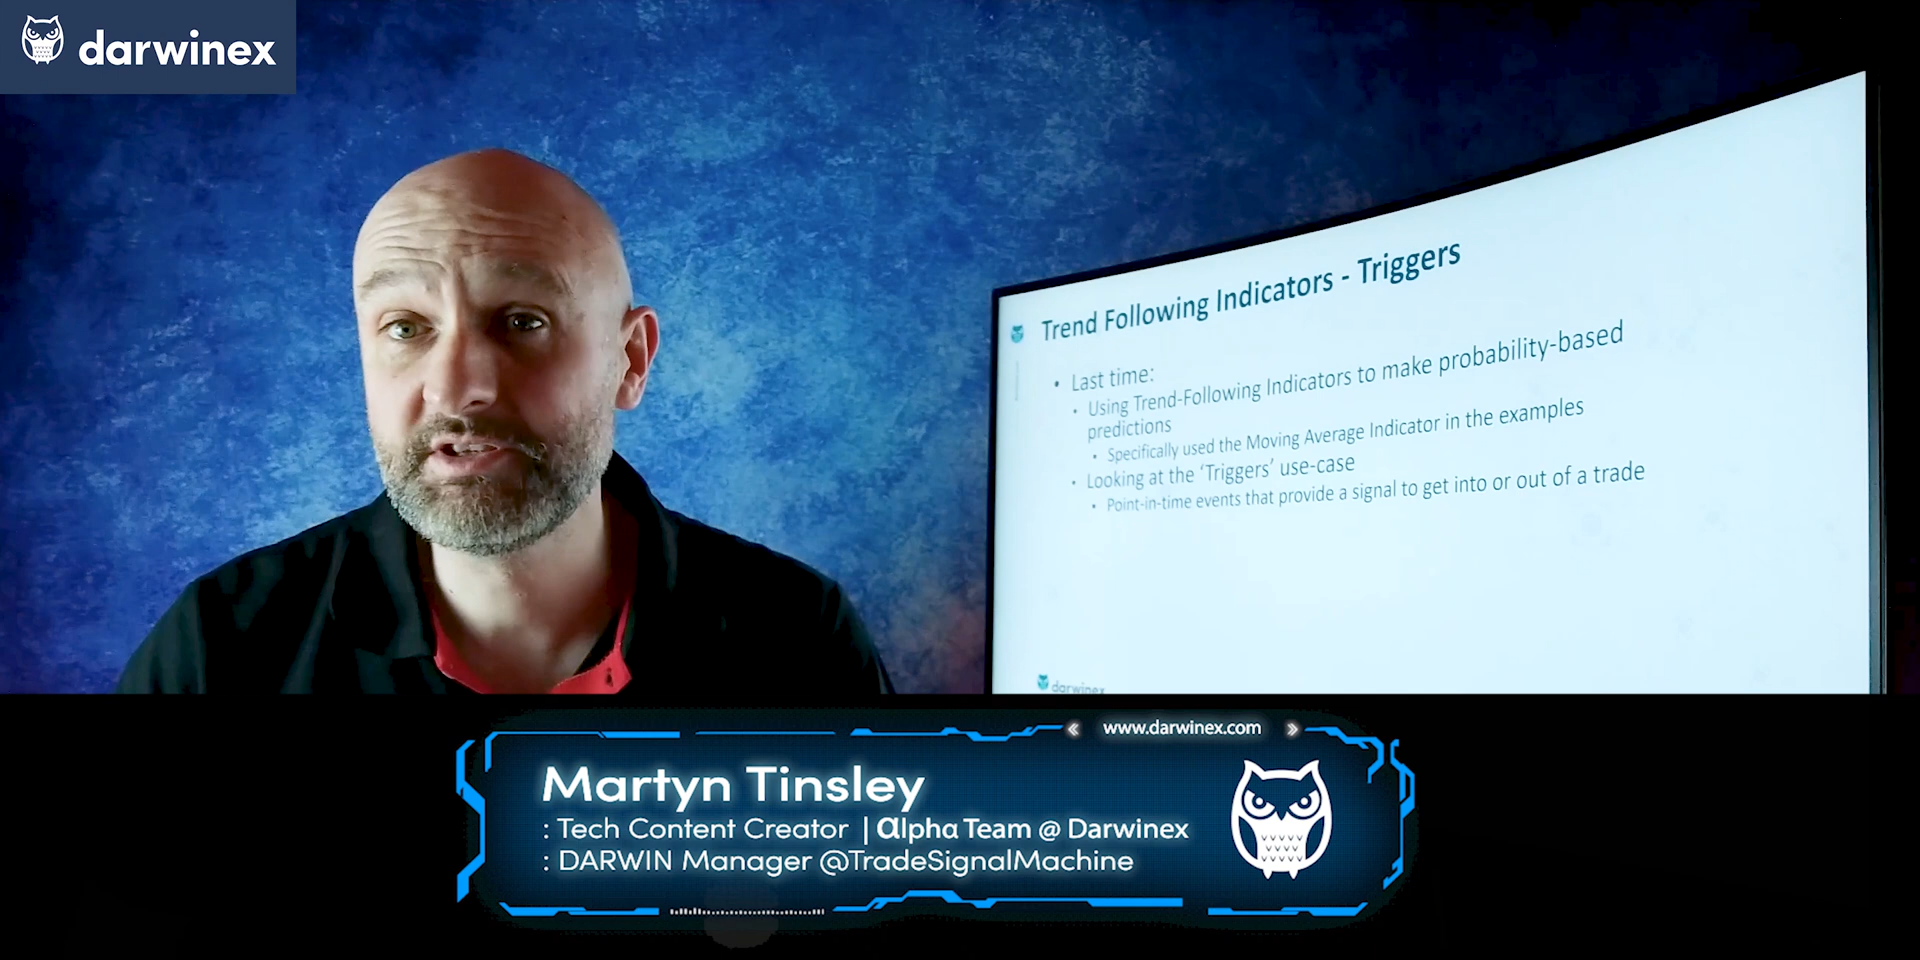 darwinex
Trend Following Indicators - Triggers
• Last time:
• Using Trend-Following Indicators to make probability-based
predictions
• Specifically used the Moving Average Indicator in the examples
• Looking at the ‘Triggers’ use-case
• Point-in-time events that provide a signal to get into or out of a trade
darwinex
www.darwinex.com
Martyn Tinsley
: Tech Content Creator | αlpha Team @ Darwinex
: DARWIN Manager @TradeSignalMachine